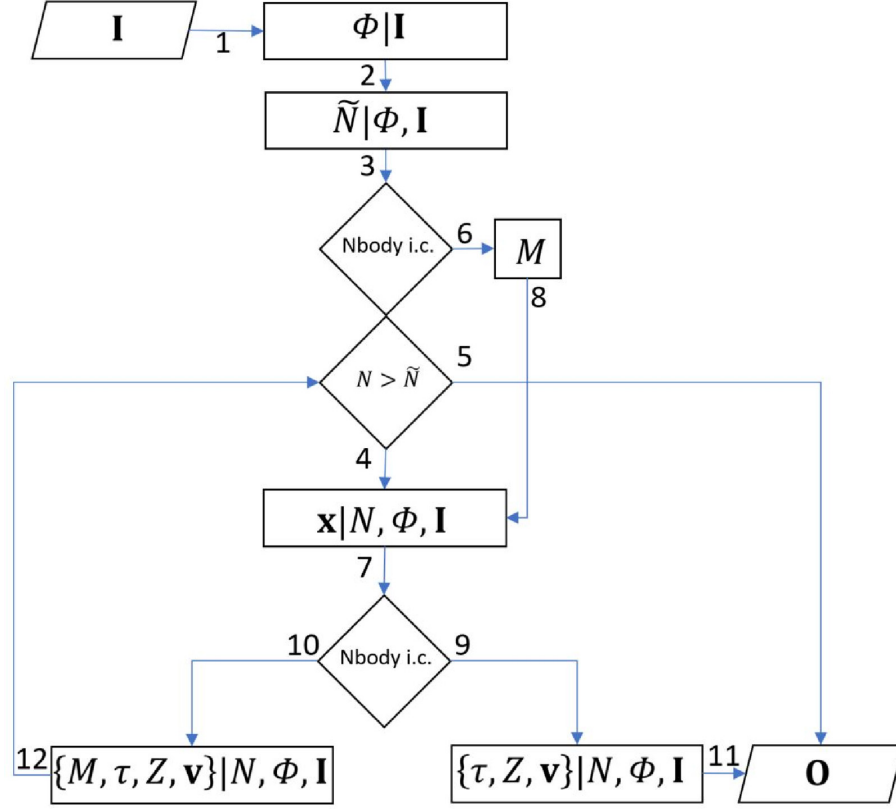 I
1
Φ|I
2
Ñ|Φ, I
3
Nbody i.c.
6
M
8
N > Ñ
5
4
x|N, Φ, I
7
Nbody i.c.
10
9
12
{M, τ, Z, v}|N, Φ, I
{τ, Z, v}|N, Φ, I
11
O